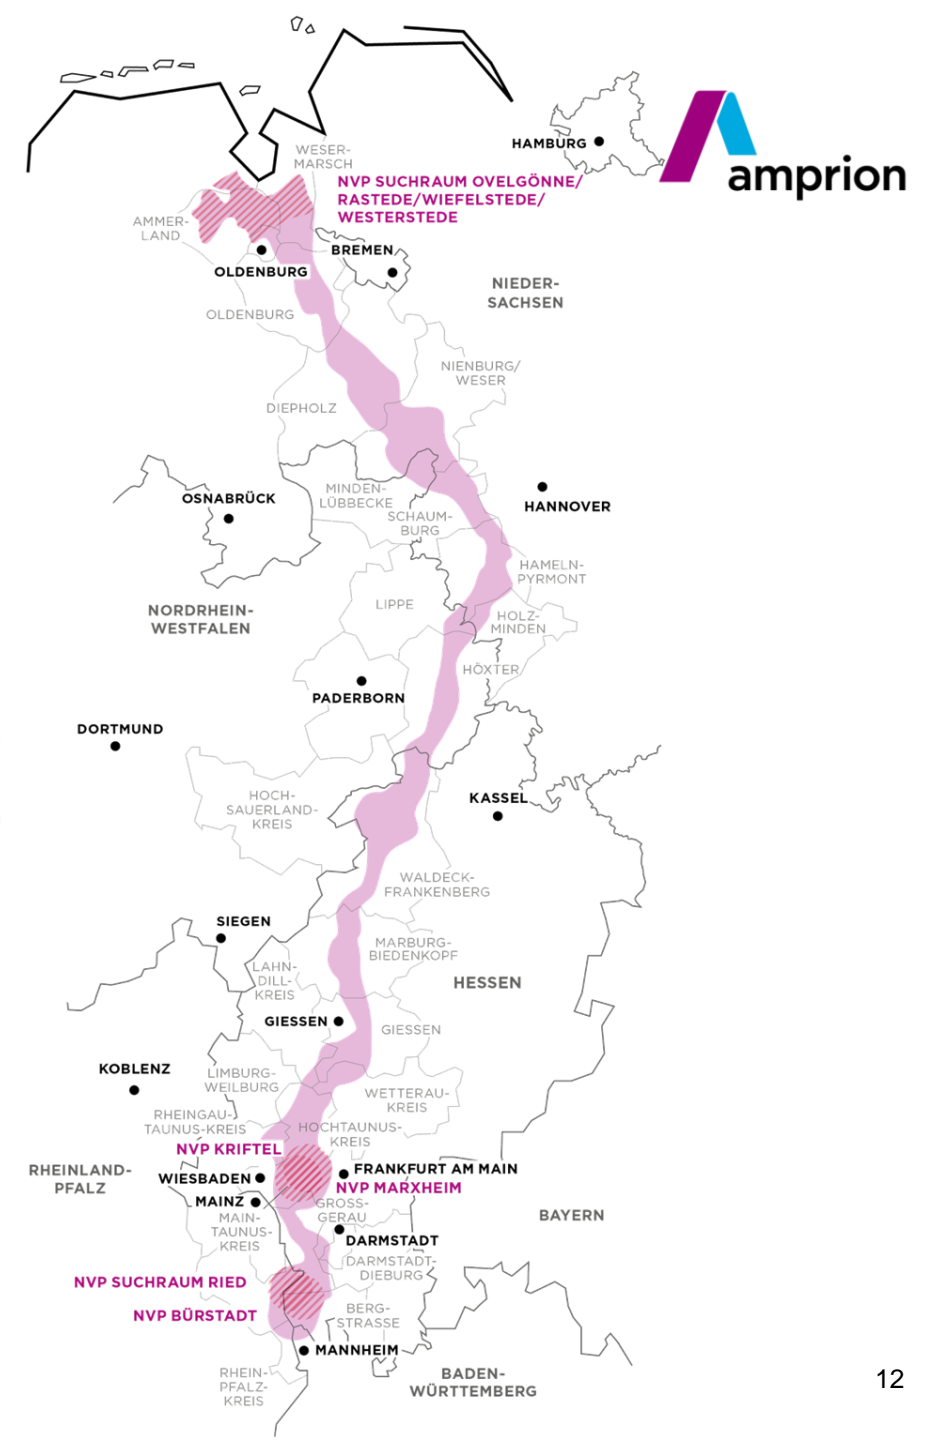 WESER-
MARSCH
HAMBURG
amprion
NVP SUCHRAUM OVELGÖNNE/
RASTEDE/WIEFELSTEDE/
WESTERSTEDE
AMMER-
LAND
BREMEN
OLDENBURG
NIEDER-
SACHSEN
OLDENBURG
NIENBURG/
WESER
DIEPHOLZ
MINDEN-
LÜBBECKE
OSNABRÜCK
HANNOVER
SCHAUM-
BURG
HAMELN-
PYRMONT
LIPPE
NORDRHEIN-
WESTFALEN
HOLZ-
MINDEN
HÖXTER
PADERBORN
DORTMUND
HOCH-
SAUERLAND-
KREIS
KASSEL
WALDECK-
FRANKENBERG
SIEGEN
MARBURG-
BIEDENKOPF
LAHN-
DILL-
KREIS
HESSEN
GIESSEN
GIESSEN
KOBLENZ
LIMBURG-
WEILBURG
WETTERAU-
KREIS
RHEINGAU-
TAUNUS-KREIS
HOCHTAUNUS-
KREIS
NVP KRIFTEL
RHEINLAND-
PFALZ
WIESBADEN
FRANKFURT AM MAIN
NVP MARXHEIM
MAINZ
GROSS-
GERAU
MAIN-
TAUNUS-
KREIS
BAYERN
DARMSTADT
DARMSTADT-
DIEBURG
NVP SUCHRAUM RIED
NVP BÜRSTADT
BERG-
STRASSE
MANNHEIM
RHEIN-
PFALZ-
KREIS
BADEN-
WÜRTTEMBERG
12